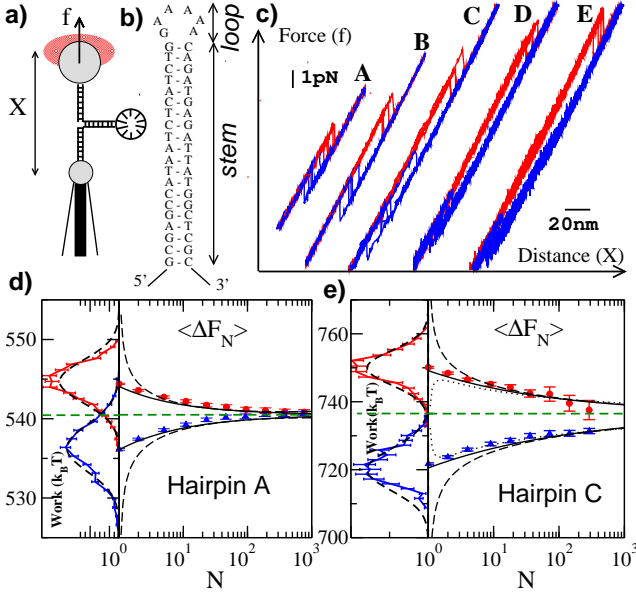 a)
f
X
b)
A
A A
A A
G A
G-C
T-A
C-G
T-A
A-T
C-G
T-A
C-G
T-A
A-T
A-T
T-A
A-T
C-G
C-G
G-C
A-T
G-C
C-G
G-C
5' 3'
loop
stem
c)
Force (f)
1pN
A
B
C
D
E
20nm
Distance (X)
d)
<ΔF_N>
550
540
530
Work (k_BT)
Hairpin A
10^0 10^1 10^2 10^3
N
e)
<ΔF_N>
760
740
720
700
Work (k_BT)
Hairpin C
10^0 10^1 10^2 10^3
N